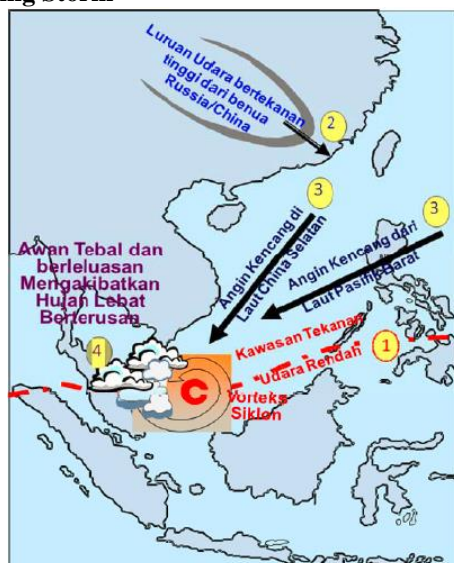 ng Storm
Luruan Udara bertekanan
tinggi dari benua
Russia/China
2
3
3
Angin Kencang di
Laut China Selatan
Angin Kencang dari
Laut Pasifik Barat
Awan Tebal dan
berleluasan
Mengakibatkan
Hujan Lebat
Berterusan
4
Kawasan Tekanan
Udara Rendah
1
C
Vorteks
Siklon